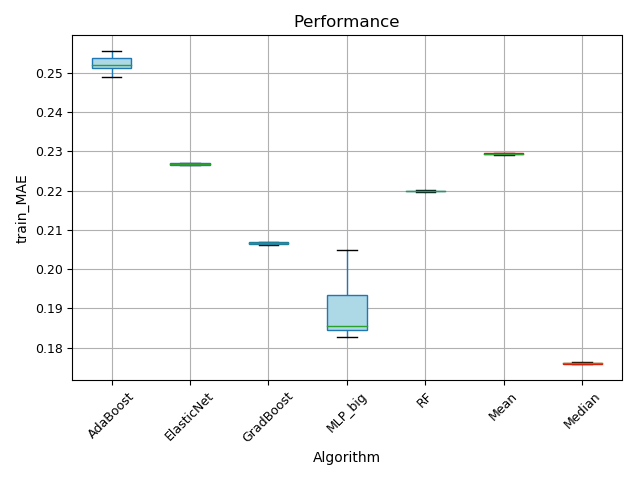 Performance
train_MAE
0.25
0.24
0.23
0.22
0.21
0.20
0.19
0.18
AdaBoost
ElasticNet
GradBoost
MLP_big
RF
Mean
Median
Algorithm